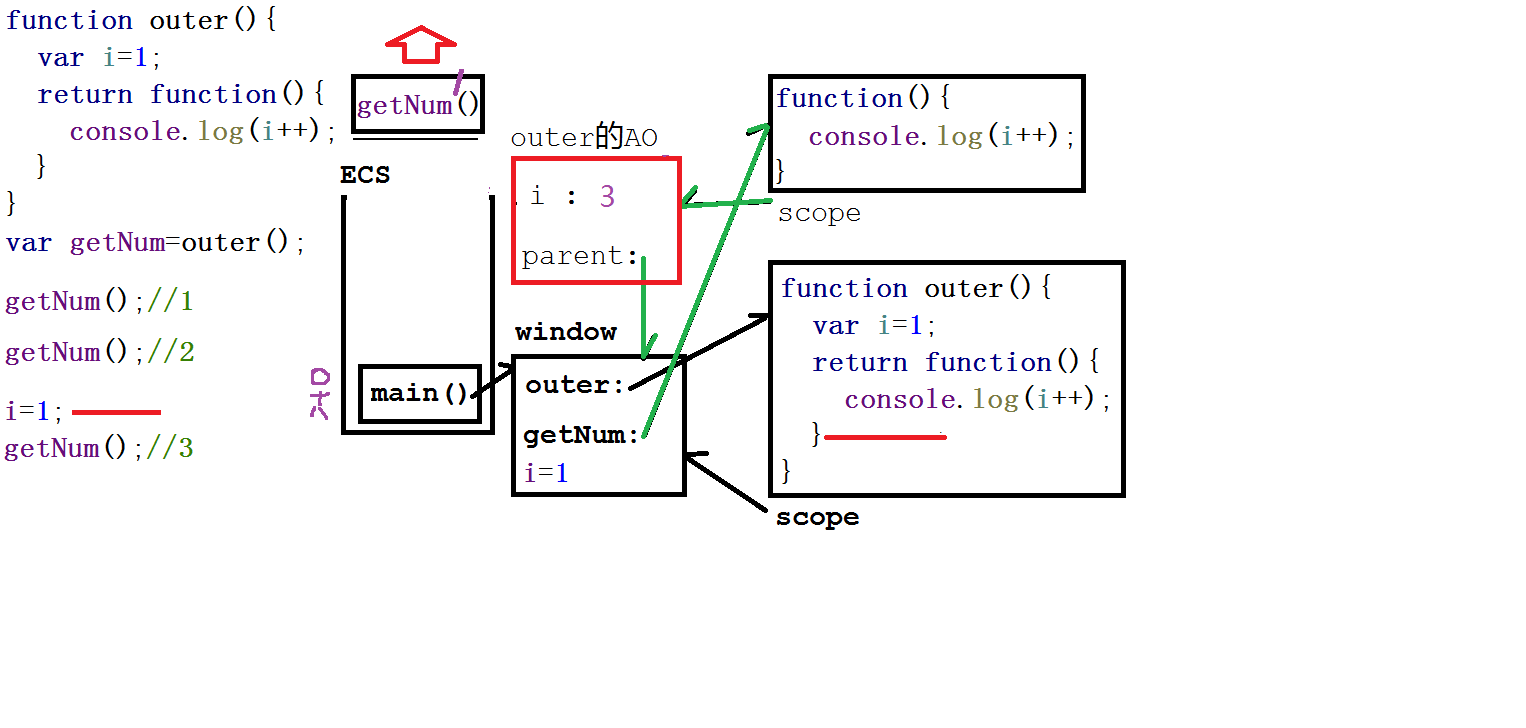 function outer(){
var i=1;
return function(){
console.log(i++);
}
}
var getNum=outer();
getNum();//1
getNum();//2
i=1;
getNum();//3
getNum()
ECS
main()
outer的AO
i : 3
parent:
window
outer:
getNum:
i=1
function(){
console.log(i++);
}
scope
function outer(){
var i=1;
return function(){
console.log(i++);
}
}
scope